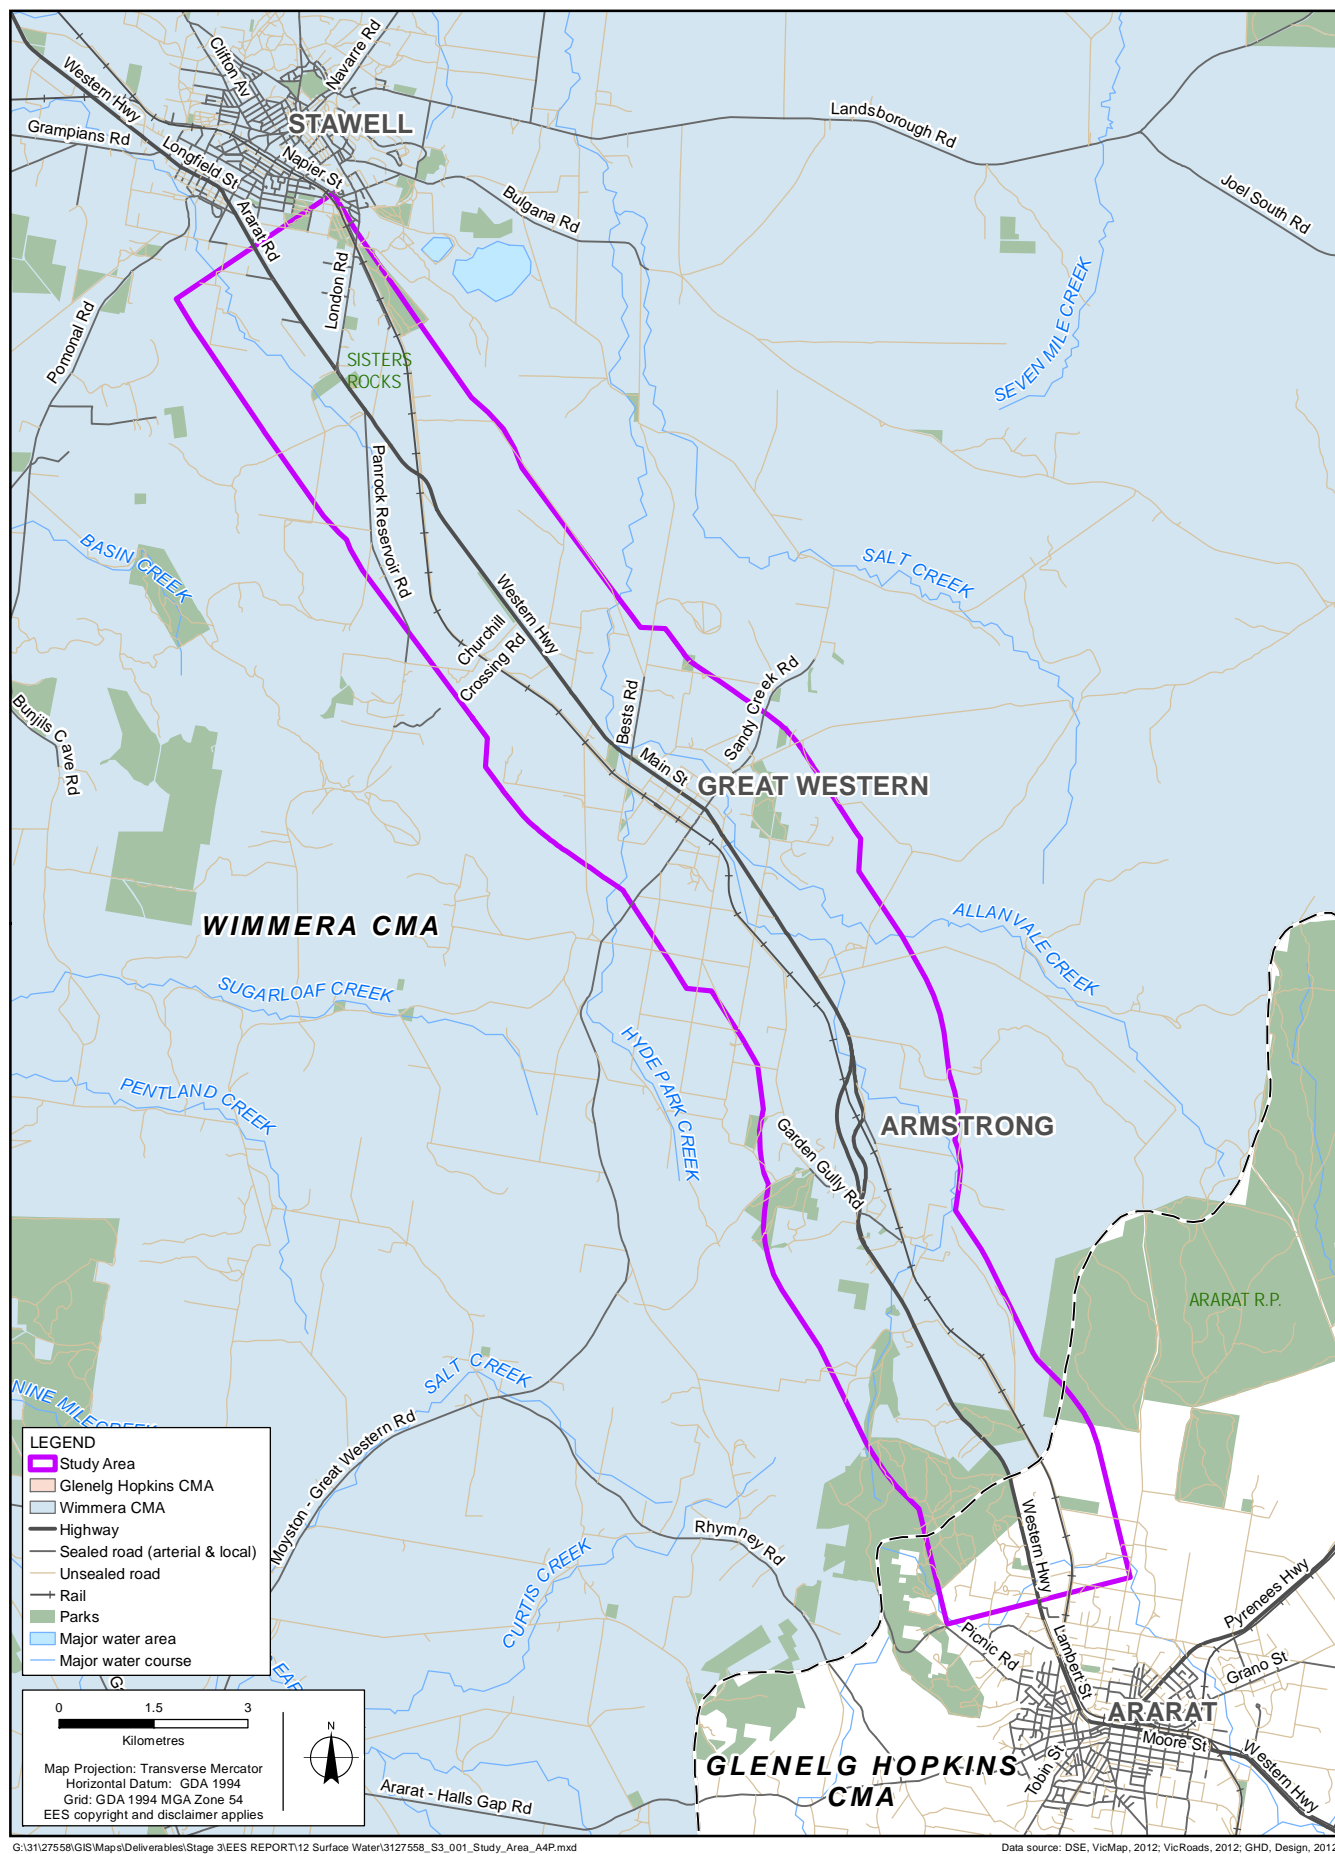 Western Hwy
Clifton Av
Navarre Rd
STAWELL
Grampians Rd
Longfield St
Napier St
Landsborough Rd
Bulgana Rd
Joel South Rd
Ararat Rd
London Rd
Pomonal Rd
SEVEN MILE CREEK
SISTERS
ROCKS
Panrock Reservoir Rd
BASIN CREEK
SALT CREEK
Western Hwy
Churchill
Crossing Rd
Bests Rd
Sandy Creek Rd
Bunjils Cave Rd
Main St
GREAT WESTERN
WIMMERA CMA
ALLANVALE CREEK
SUGARLOAF CREEK
HYDE PARK CREEK
PENTLAND CREEK
ARMSTRONG
Garden Gully Rd
ARARAT R.P.
SALT CREEK
NINE MILE CREEK
Moyston - Great Western Rd
Rhymney Rd
CURTIS CREEK
Western Hwy
Pyrenees Hwy
Picnic Rd
Lambert St
Grano St
ARARAT
Moore St
Tobin St
Western Hwy
GLENELG HOPKINS
CMA
Ararat - Halls Gap Rd
LEGEND
Study Area
Glenelg Hopkins CMA
Wimmera CMA
Highway
Sealed road (arterial & local)
Unsealed road
Rail
Parks
Major water area
Major water course
0 1.5 3
Kilometres
N
Map Projection: Transverse Mercator
Horizontal Datum: GDA 1994
Grid: GDA 1994 MGA Zone 54
EES copyright and disclaimer applies
G:\31\27558\GIS\Maps\Deliverables\Stage 3\EES REPORT\12 Surface Water\3127558_S3_001_Study_Area_A4P.mxd
Data source: DSE, VicMap, 2012; VicRoads, 2012; GHD, Design, 2012